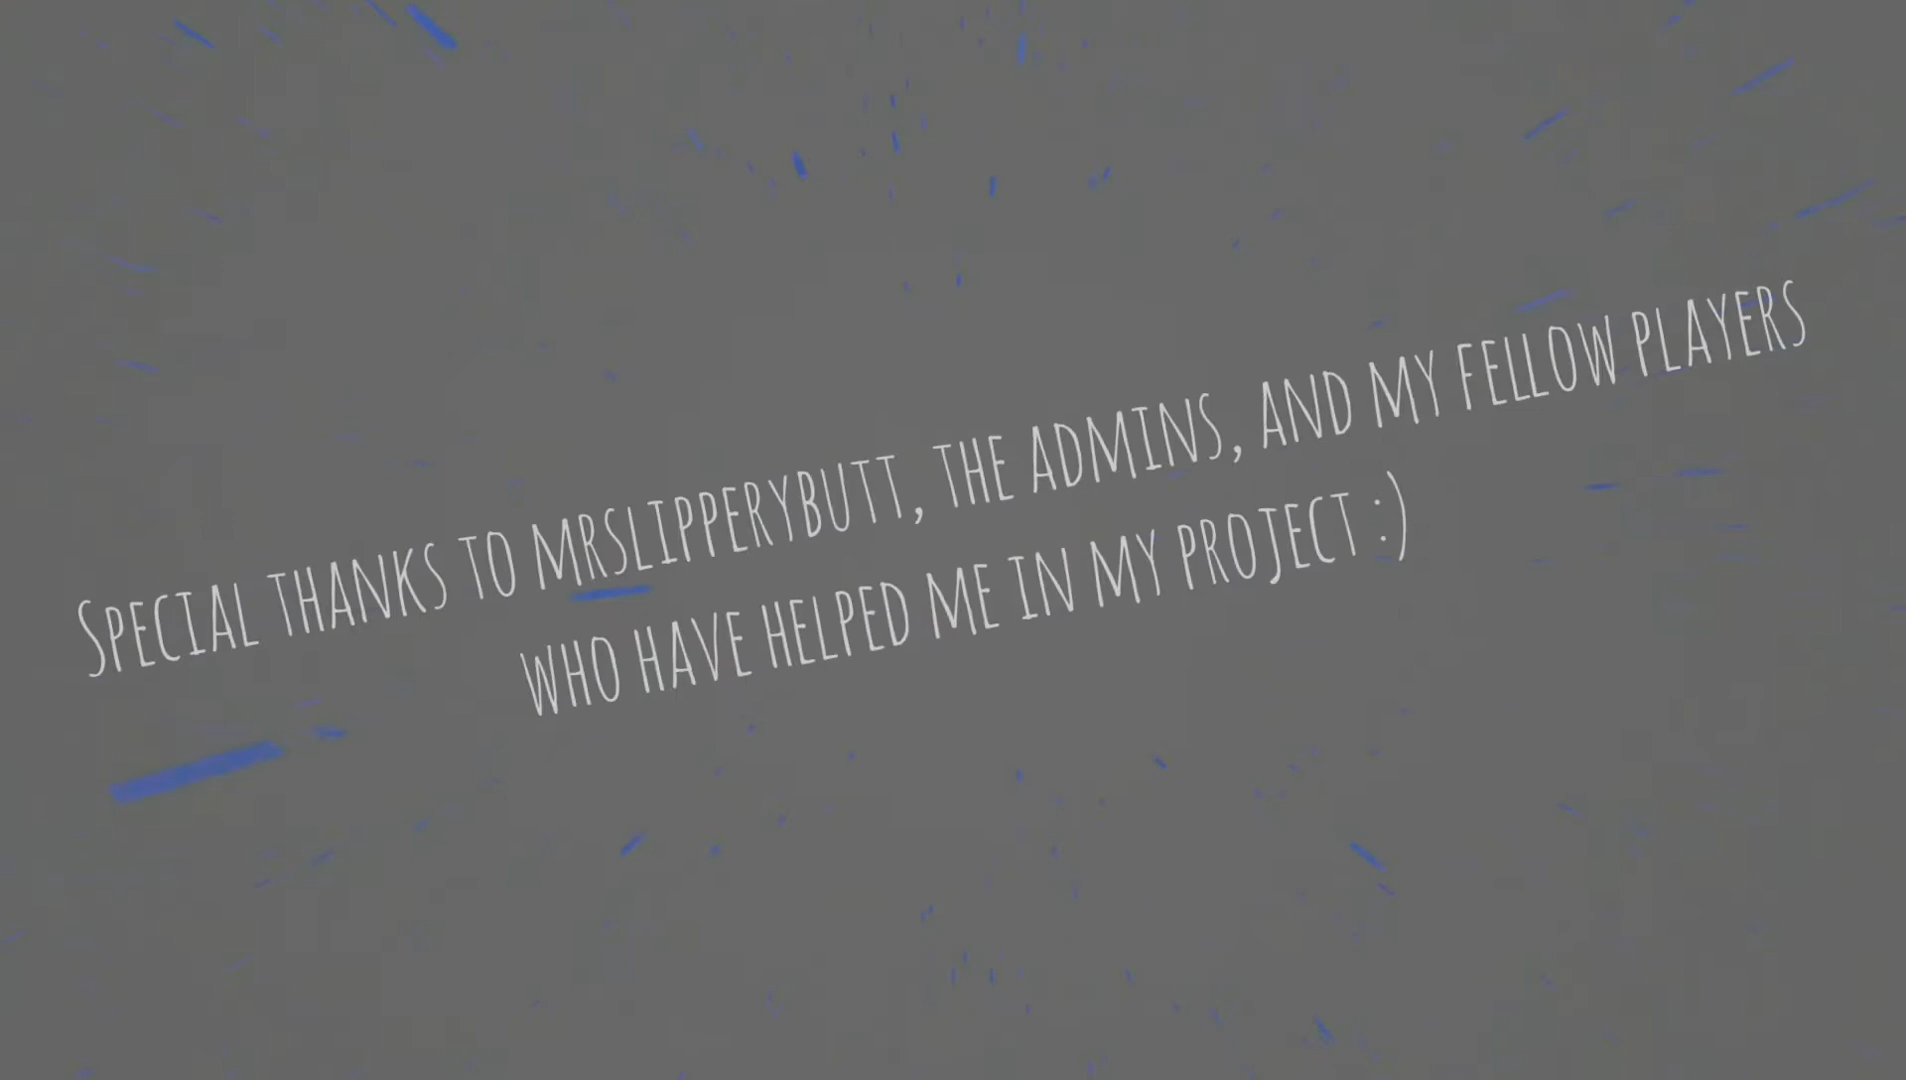 Special thanks to mrslipperybutt, the admins, and my fellow players
who have helped me in my project :)